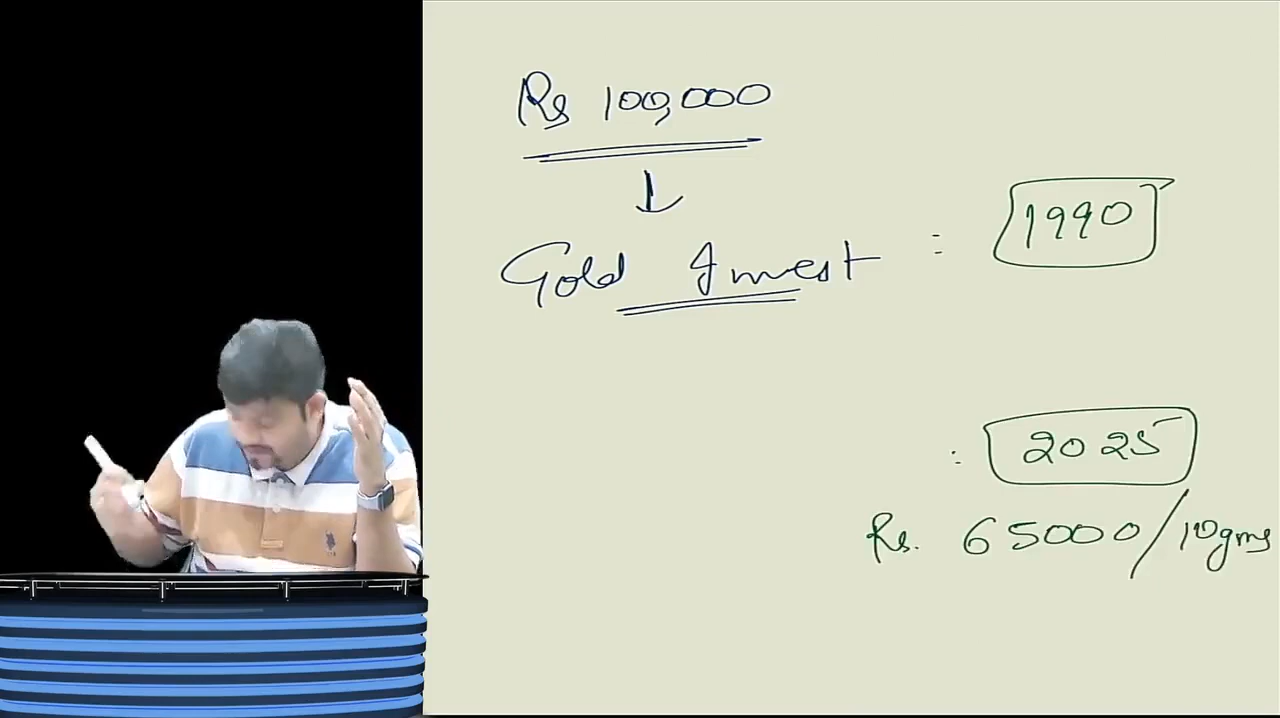 Rs 100,000
↓
Gold Invest : 1990
: 2025
Rs. 65000/10gms